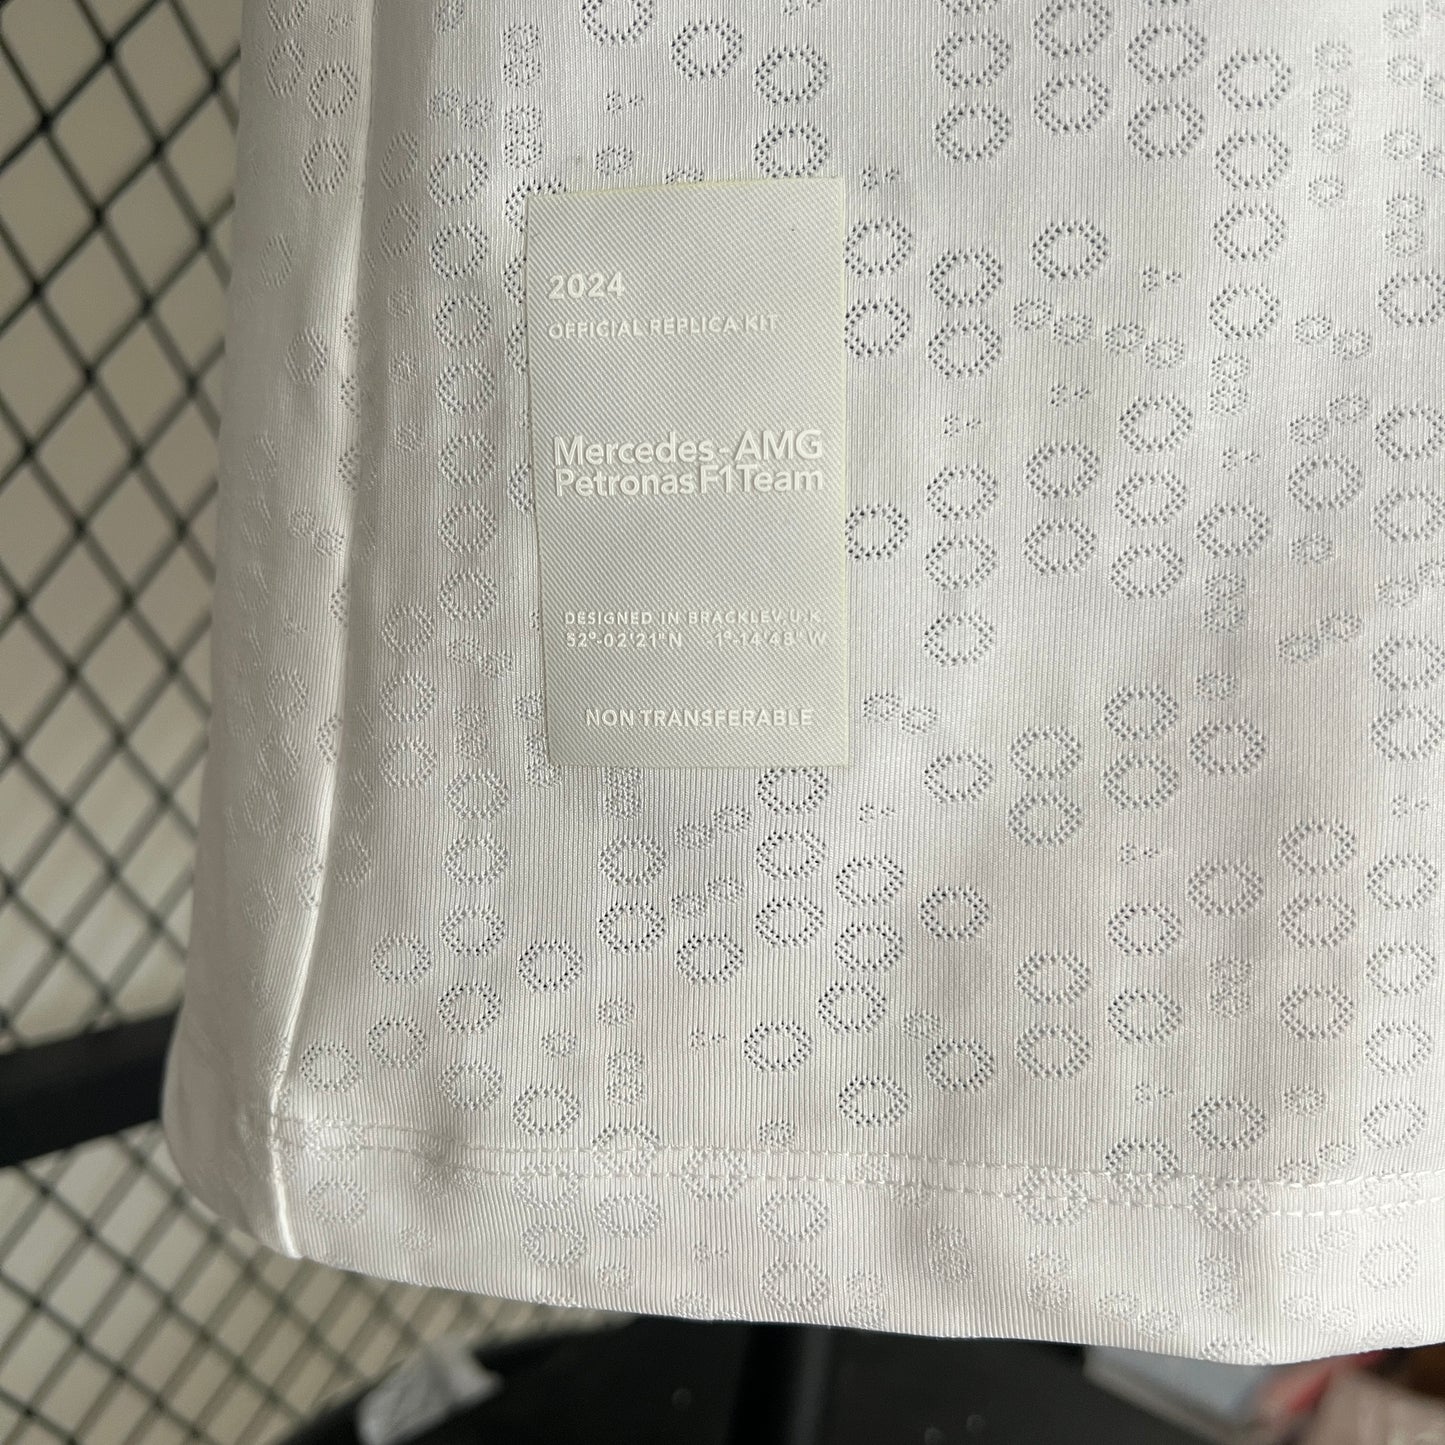 2024
OFFICIAL REPLICA KIT
Mercedes-AMG
Petronas F1 Team
DESIGNED IN BRACKLEY, U.K
52°-02'21"N 1°-14'48"W
NON TRANSFERABLE